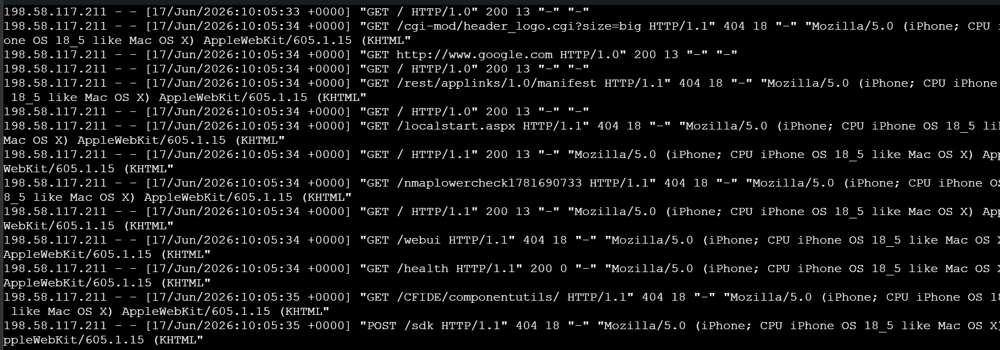 198.58.117.211 - - [17/Jun/2026:10:05:33 +0000] "GET / HTTP/1.0" 200 13 "-" "-"
198.58.117.211 - - [17/Jun/2026:10:05:34 +0000] "GET /cgi-mod/header_logo.cgi?size=big HTTP/1.1" 404 18 "-" "Mozilla/5.0 (iPhone; CPU
one OS 18_5 like Mac OS X) AppleWebKit/605.1.15 (KHTML"
198.58.117.211 - - [17/Jun/2026:10:05:34 +0000] "GET http://www.google.com HTTP/1.0" 200 13 "-" "-"
198.58.117.211 - - [17/Jun/2026:10:05:34 +0000] "GET / HTTP/1.0" 200 13 "-" "-"
198.58.117.211 - - [17/Jun/2026:10:05:34 +0000] "GET /rest/applinks/1.0/manifest HTTP/1.1" 404 18 "-" "Mozilla/5.0 (iPhone; CPU iPhone
18_5 like Mac OS X) AppleWebKit/605.1.15 (KHTML"
198.58.117.211 - - [17/Jun/2026:10:05:34 +0000] "GET / HTTP/1.0" 200 13 "-" "-"
198.58.117.211 - - [17/Jun/2026:10:05:34 +0000] "GET /localstart.aspx HTTP/1.1" 404 18 "-" "Mozilla/5.0 (iPhone; CPU iPhone OS 18_5 li
Mac OS X) AppleWebKit/605.1.15 (KHTML"
198.58.117.211 - - [17/Jun/2026:10:05:34 +0000] "GET / HTTP/1.1" 200 13 "-" "Mozilla/5.0 (iPhone; CPU iPhone OS 18_5 like Mac OS X) App
WebKit/605.1.15 (KHTML"
198.58.117.211 - - [17/Jun/2026:10:05:34 +0000] "GET /nmaplowercheck1781690733 HTTP/1.1" 404 18 "-" "Mozilla/5.0 (iPhone; CPU iPhone OS
8_5 like Mac OS X) AppleWebKit/605.1.15 (KHTML"
198.58.117.211 - - [17/Jun/2026:10:05:34 +0000] "GET / HTTP/1.1" 200 13 "-" "Mozilla/5.0 (iPhone; CPU iPhone OS 18_5 like Mac OS X) App
WebKit/605.1.15 (KHTML"
198.58.117.211 - - [17/Jun/2026:10:05:34 +0000] "GET /webui HTTP/1.1" 404 18 "-" "Mozilla/5.0 (iPhone; CPU iPhone OS 18_5 like Mac OS X
AppleWebKit/605.1.15 (KHTML"
198.58.117.211 - - [17/Jun/2026:10:05:34 +0000] "GET /health HTTP/1.1" 200 0 "-" "Mozilla/5.0 (iPhone; CPU iPhone OS 18_5 like Mac OS X
AppleWebKit/605.1.15 (KHTML"
198.58.117.211 - - [17/Jun/2026:10:05:35 +0000] "GET /CFIDE/componentutils/ HTTP/1.1" 404 18 "-" "Mozilla/5.0 (iPhone; CPU iPhone OS 18
like Mac OS X) AppleWebKit/605.1.15 (KHTML"
198.58.117.211 - - [17/Jun/2026:10:05:35 +0000] "POST /sdk HTTP/1.1" 404 18 "-" "Mozilla/5.0 (iPhone; CPU iPhone OS 18_5 like Mac OS X)
ppleWebKit/605.1.15 (KHTML"